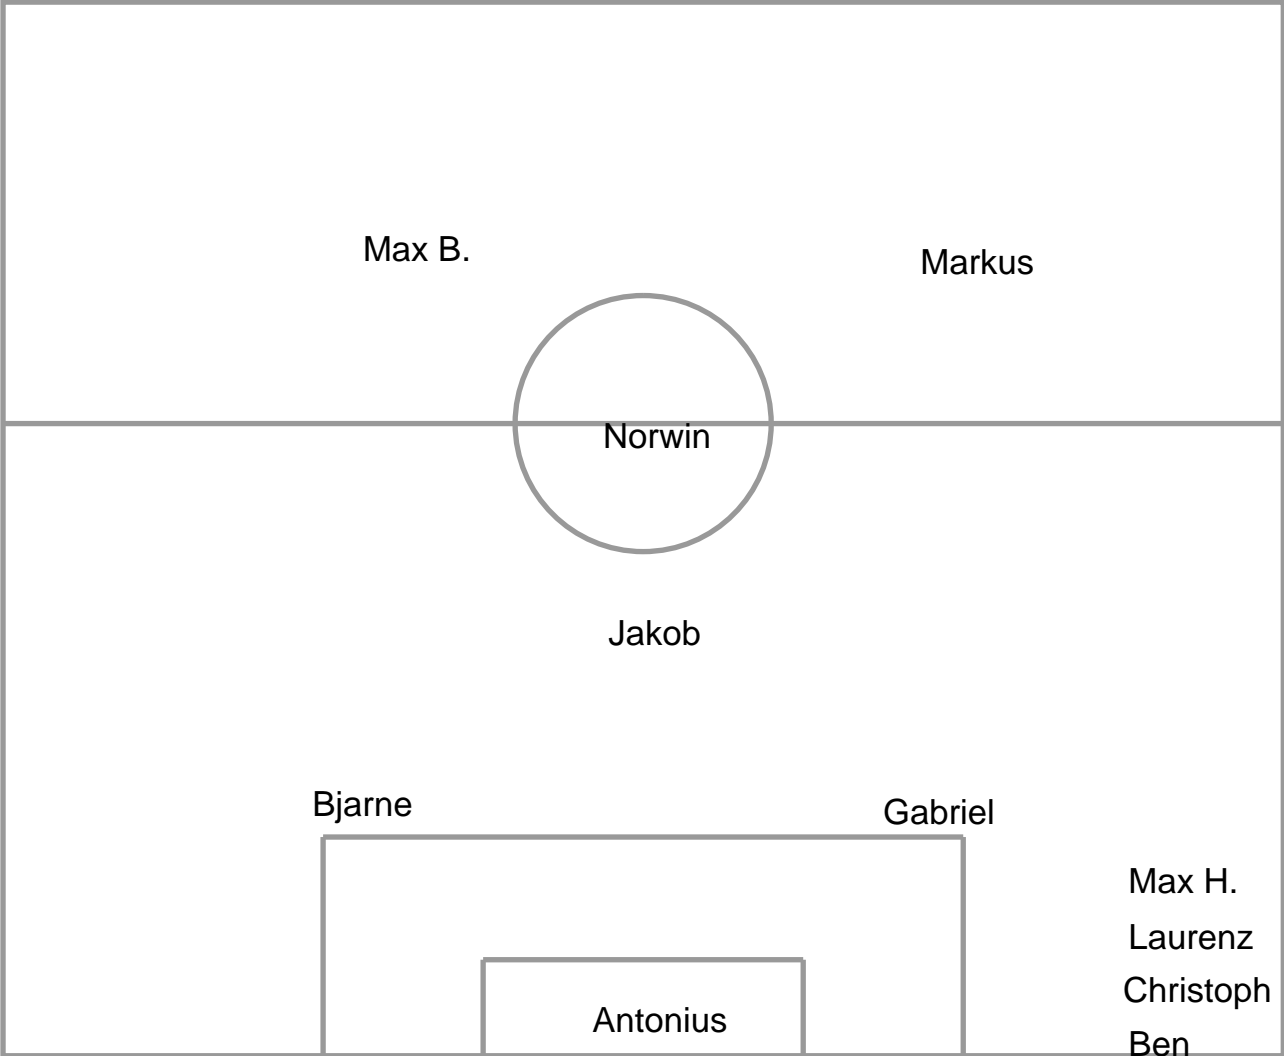 Max B.
Markus
Norwin
Jakob
Bjarne
Gabriel
Max H.
Laurenz
Christoph
Antonius
Ben